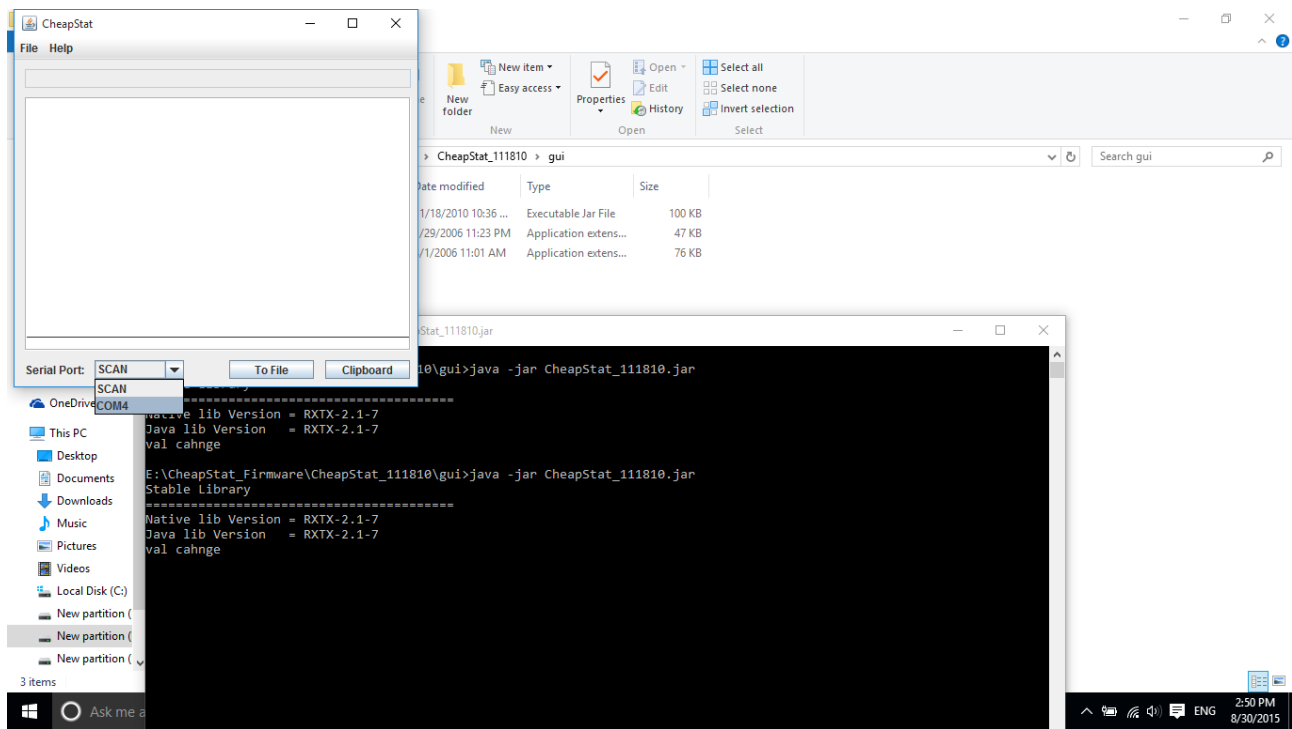 CheapStat
File Help
Serial Port: SCAN To File Clipboard
SCAN
COM4
New item
Easy access
New
folder
New
Properties
Open
Edit
History
Open
Select all
Select none
Invert selection
Select
CheapStat_111810 > gui
Search gui
Type Size
1/18/2010 10:36 ... Executable Jar File 100 KB
/29/2006 11:23 PM Application extens... 47 KB
/1/2006 11:01 AM Application extens... 76 KB
OneDrive
This PC
Desktop
Documents
Downloads
Music
Pictures
Videos
Local Disk (C:)
New partition (
New partition (
New partition (
3 items
Stat_111810.jar
10\gui>java -jar CheapStat_111810.jar
=========================================
Native lib Version = RXTX-2.1-7
Java lib Version   = RXTX-2.1-7
val cahnge
E:\CheapStat_Firmware\CheapStat_111810\gui>java -jar CheapStat_111810.jar
Stable Library
=========================================
Native lib Version = RXTX-2.1-7
Java lib Version   = RXTX-2.1-7
val cahnge
Ask me a
ENG
2:50 PM
8/30/2015